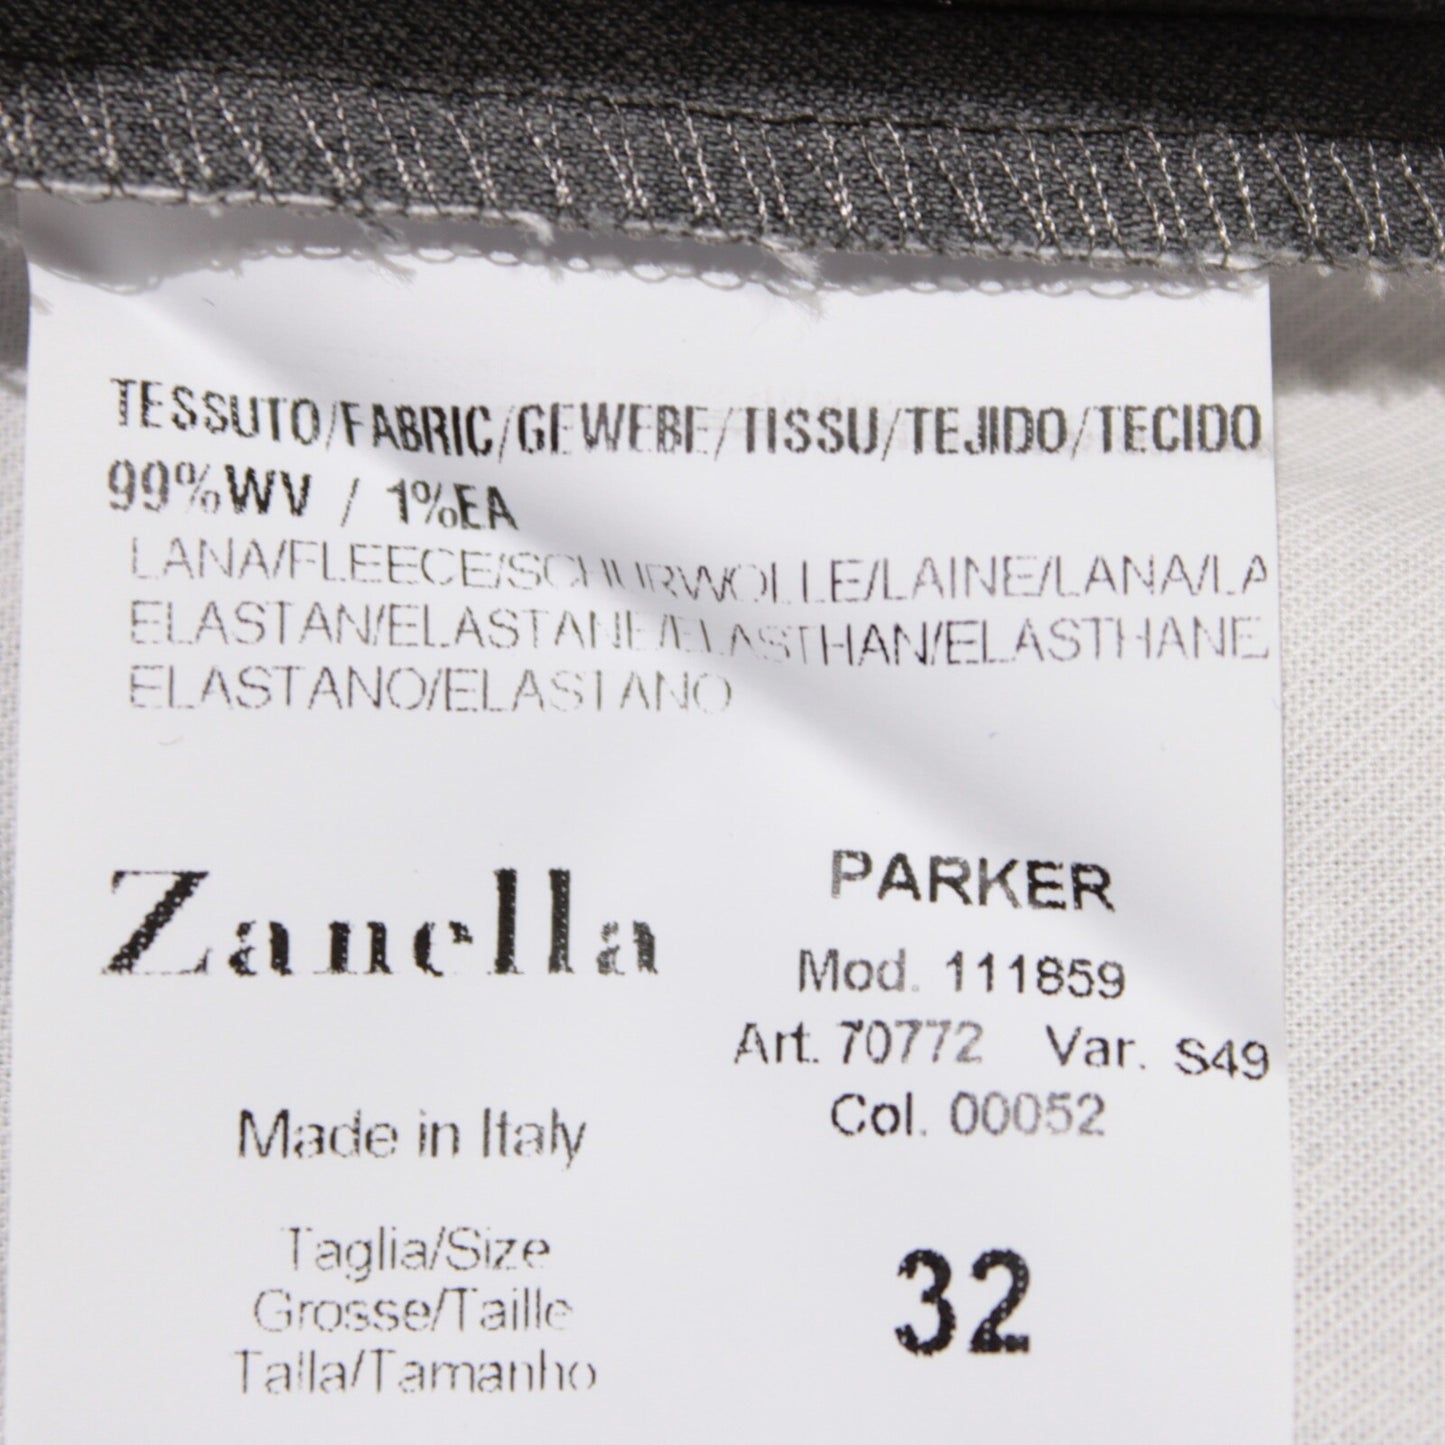 TESSUTO/FABRIC/GEWEBE/TISSU/TEJIDO/TECIDO
99%WV / 1%EA
LANA/FLEECE/SCHURWOLLE/LAINE/LANA/LA
ELASTAN/ELASTANE/ELASTHAN/ELASTHANE
ELASTANO/ELASTANO
Zanella
PARKER
Mod. 111859
Art. 70772 Var. S49
Col. 00052
Made in Italy
Taglia/Size
Grosse/Taille
Talla/Tamanho
32